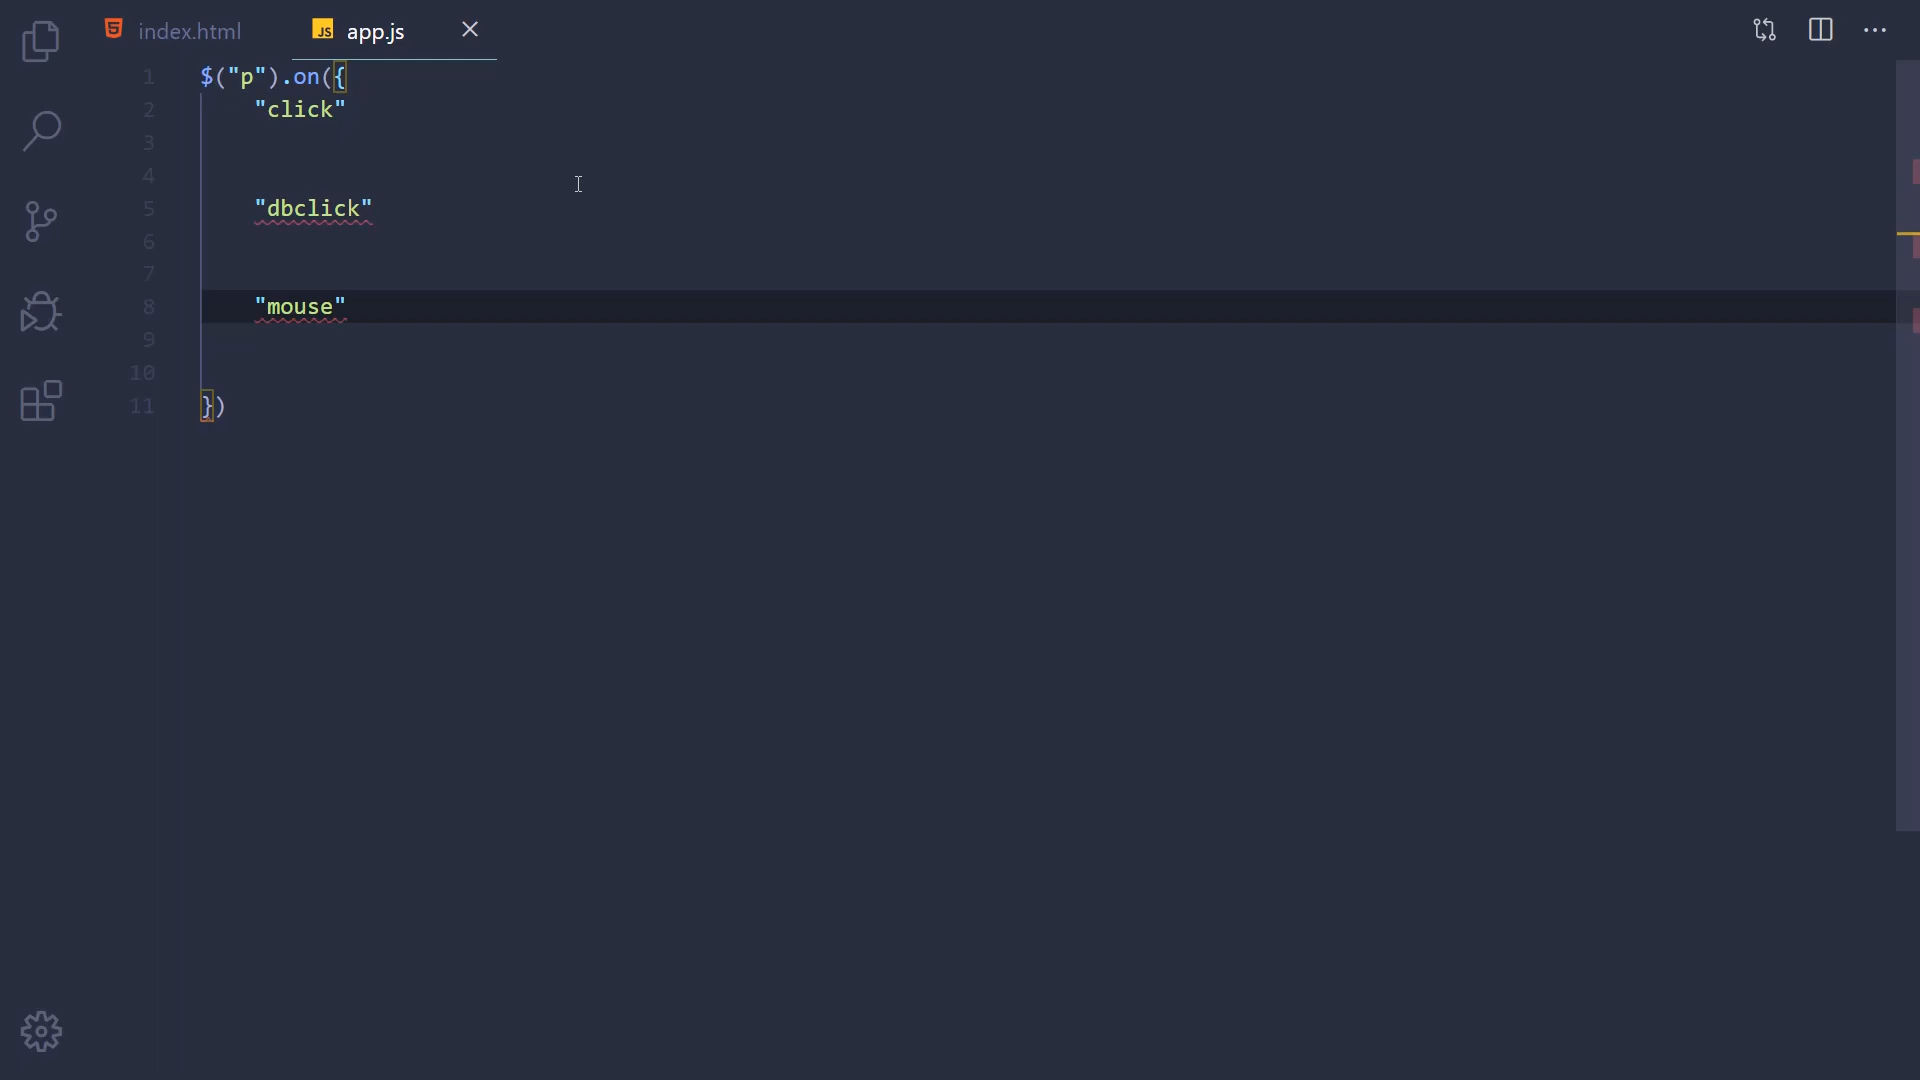 index.html
JS app.js
1 $("p").on({
2 "click"
3
4
5 "dbclick"
6
7
8 "mouse"
9
10
11 })